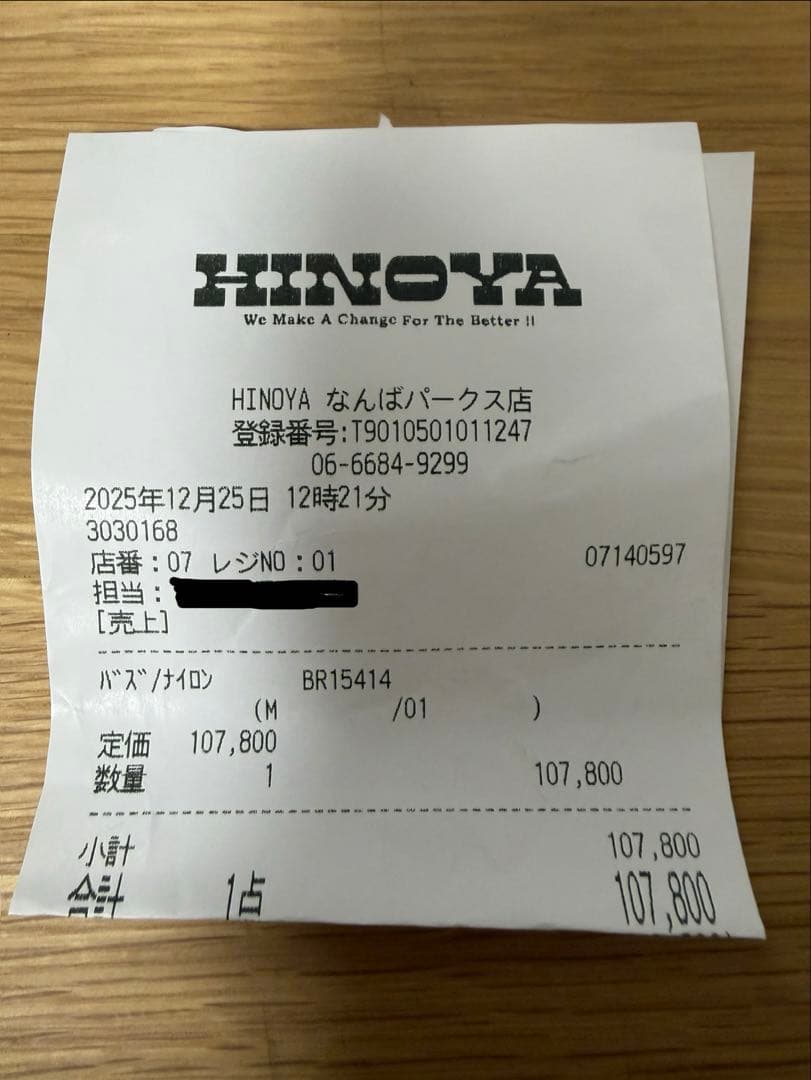 HINOYA
We Make A Change For The Better !!
HINOYA なんばパークス店
登録番号:T9010501011247
06-6684-9299
2025年12月25日 12時21分
3030168
店番:07 レジNO:01 07140597
担当:
[売上]
ﾊﾞｽﾞ/ﾅｲﾛﾝ BR15414
(M /01 )
定価 107,800
数量 1 107,800
小計 107,800
合計 1点 107,800